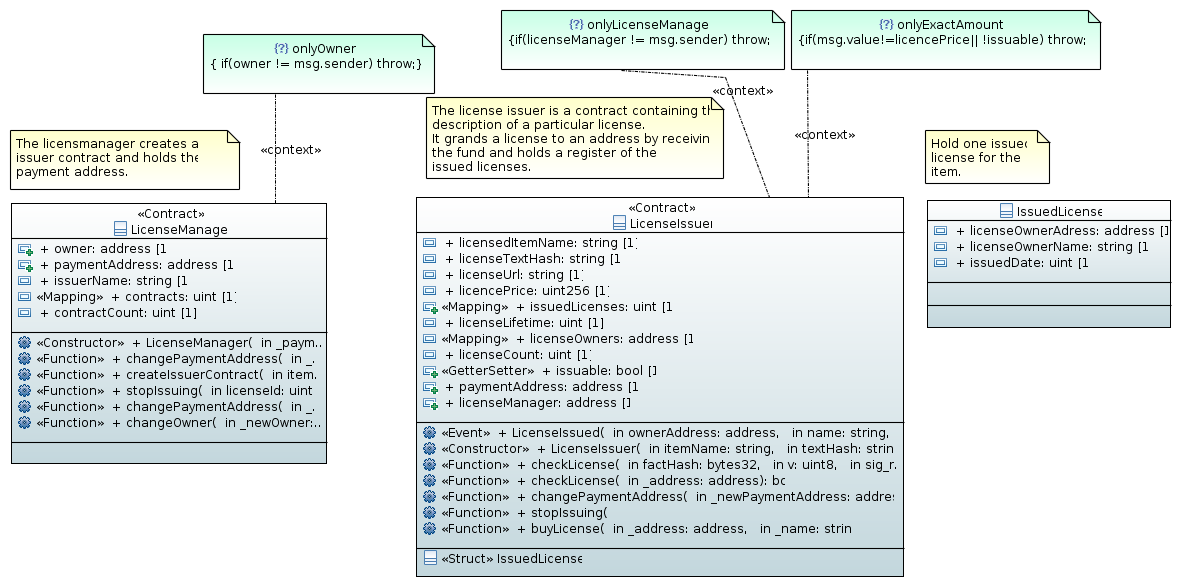 {?} onlyOwner
{ if(owner != msg.sender) throw;}
{?} onlyLicenseManage
{if(licenseManager != msg.sender) throw;
{?} onlyExactAmount
{if(msg.value!=licencePrice|| !issuable) throw;
«context»
«context»
«context»
The licensmanager creates a
issuer contract and holds the
payment address.
The license issuer is a contract containing th
description of a particular license.
It grands a license to an address by receivin
the fund and holds a register of the
issued licenses.
Hold one issued
license for the
item.
«Contract»
LicenseManage
+ owner: address [1
+ paymentAddress: address [1
+ issuerName: string [1
«Mapping» + contracts: uint [1]
+ contractCount: uint [1]
«Constructor» + LicenseManager( in _paym..
«Function» + changePaymentAddress( in _.
«Function» + createIssuerContract( in item.
«Function» + stopIssuing( in licenseId: uint
«Function» + changePaymentAddress( in _.
«Function» + changeOwner( in _newOwner:..
«Contract»
LicenseIssuer
+ licensedItemName: string [1]
+ licenseTextHash: string [1
+ licenseUrl: string [1]
+ licencePrice: uint256 [1]
«Mapping» + issuedLicenses: uint [1
+ licenseLifetime: uint [1]
«Mapping» + licenseOwners: address [1
+ licenseCount: uint [1]
«GetterSetter» + issuable: bool []
+ paymentAddress: address [1
+ licenseManager: address []
«Event» + LicenseIssued( in ownerAddress: address, in name: string,
«Constructor» + LicenseIssuer( in itemName: string, in textHash: strin
«Function» + checkLicense( in factHash: bytes32, in v: uint8, in sig_r.
«Function» + checkLicense( in _address: address): bc
«Function» + changePaymentAddress( in _newPaymentAddress: addres
«Function» + stopIssuing(
«Function» + buyLicense( in _address: address, in _name: strin
«Struct» IssuedLicense
IssuedLicense
+ licenseOwnerAdress: address [1]
+ licenseOwnerName: string [1
+ issuedDate: uint [1